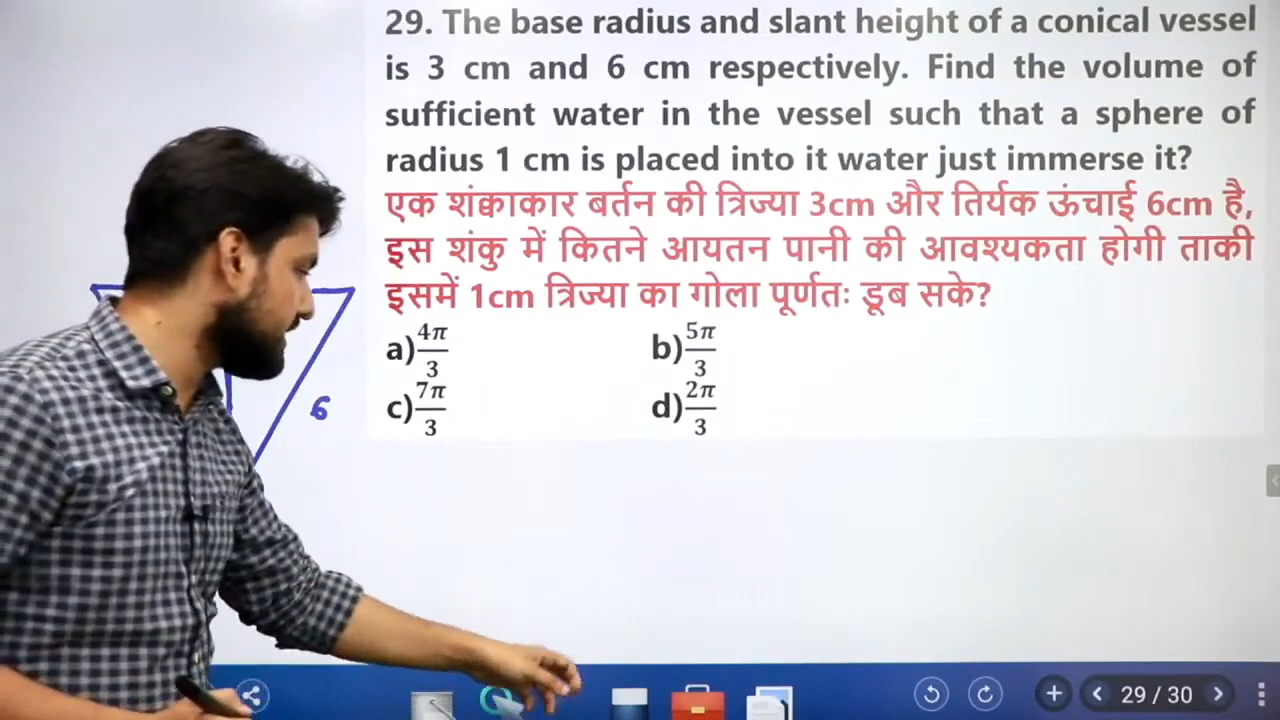 29. The base radius and slant height of a conical vessel
is 3 cm and 6 cm respectively. Find the volume of
sufficient water in the vessel such that a sphere of
radius 1 cm is placed into it water just immerse it?
एक शंक्वाकार बर्तन की त्रिज्या 3cm और तिर्यक ऊंचाई 6cm है,
इस शंकु में कितने आयतन पानी की आवश्यकता होगी ताकी
इसमें 1cm त्रिज्या का गोला पूर्णतः डूब सके?
a) 4π/3 b) 5π/3
c) 7π/3 d) 2π/3
6
29 / 30